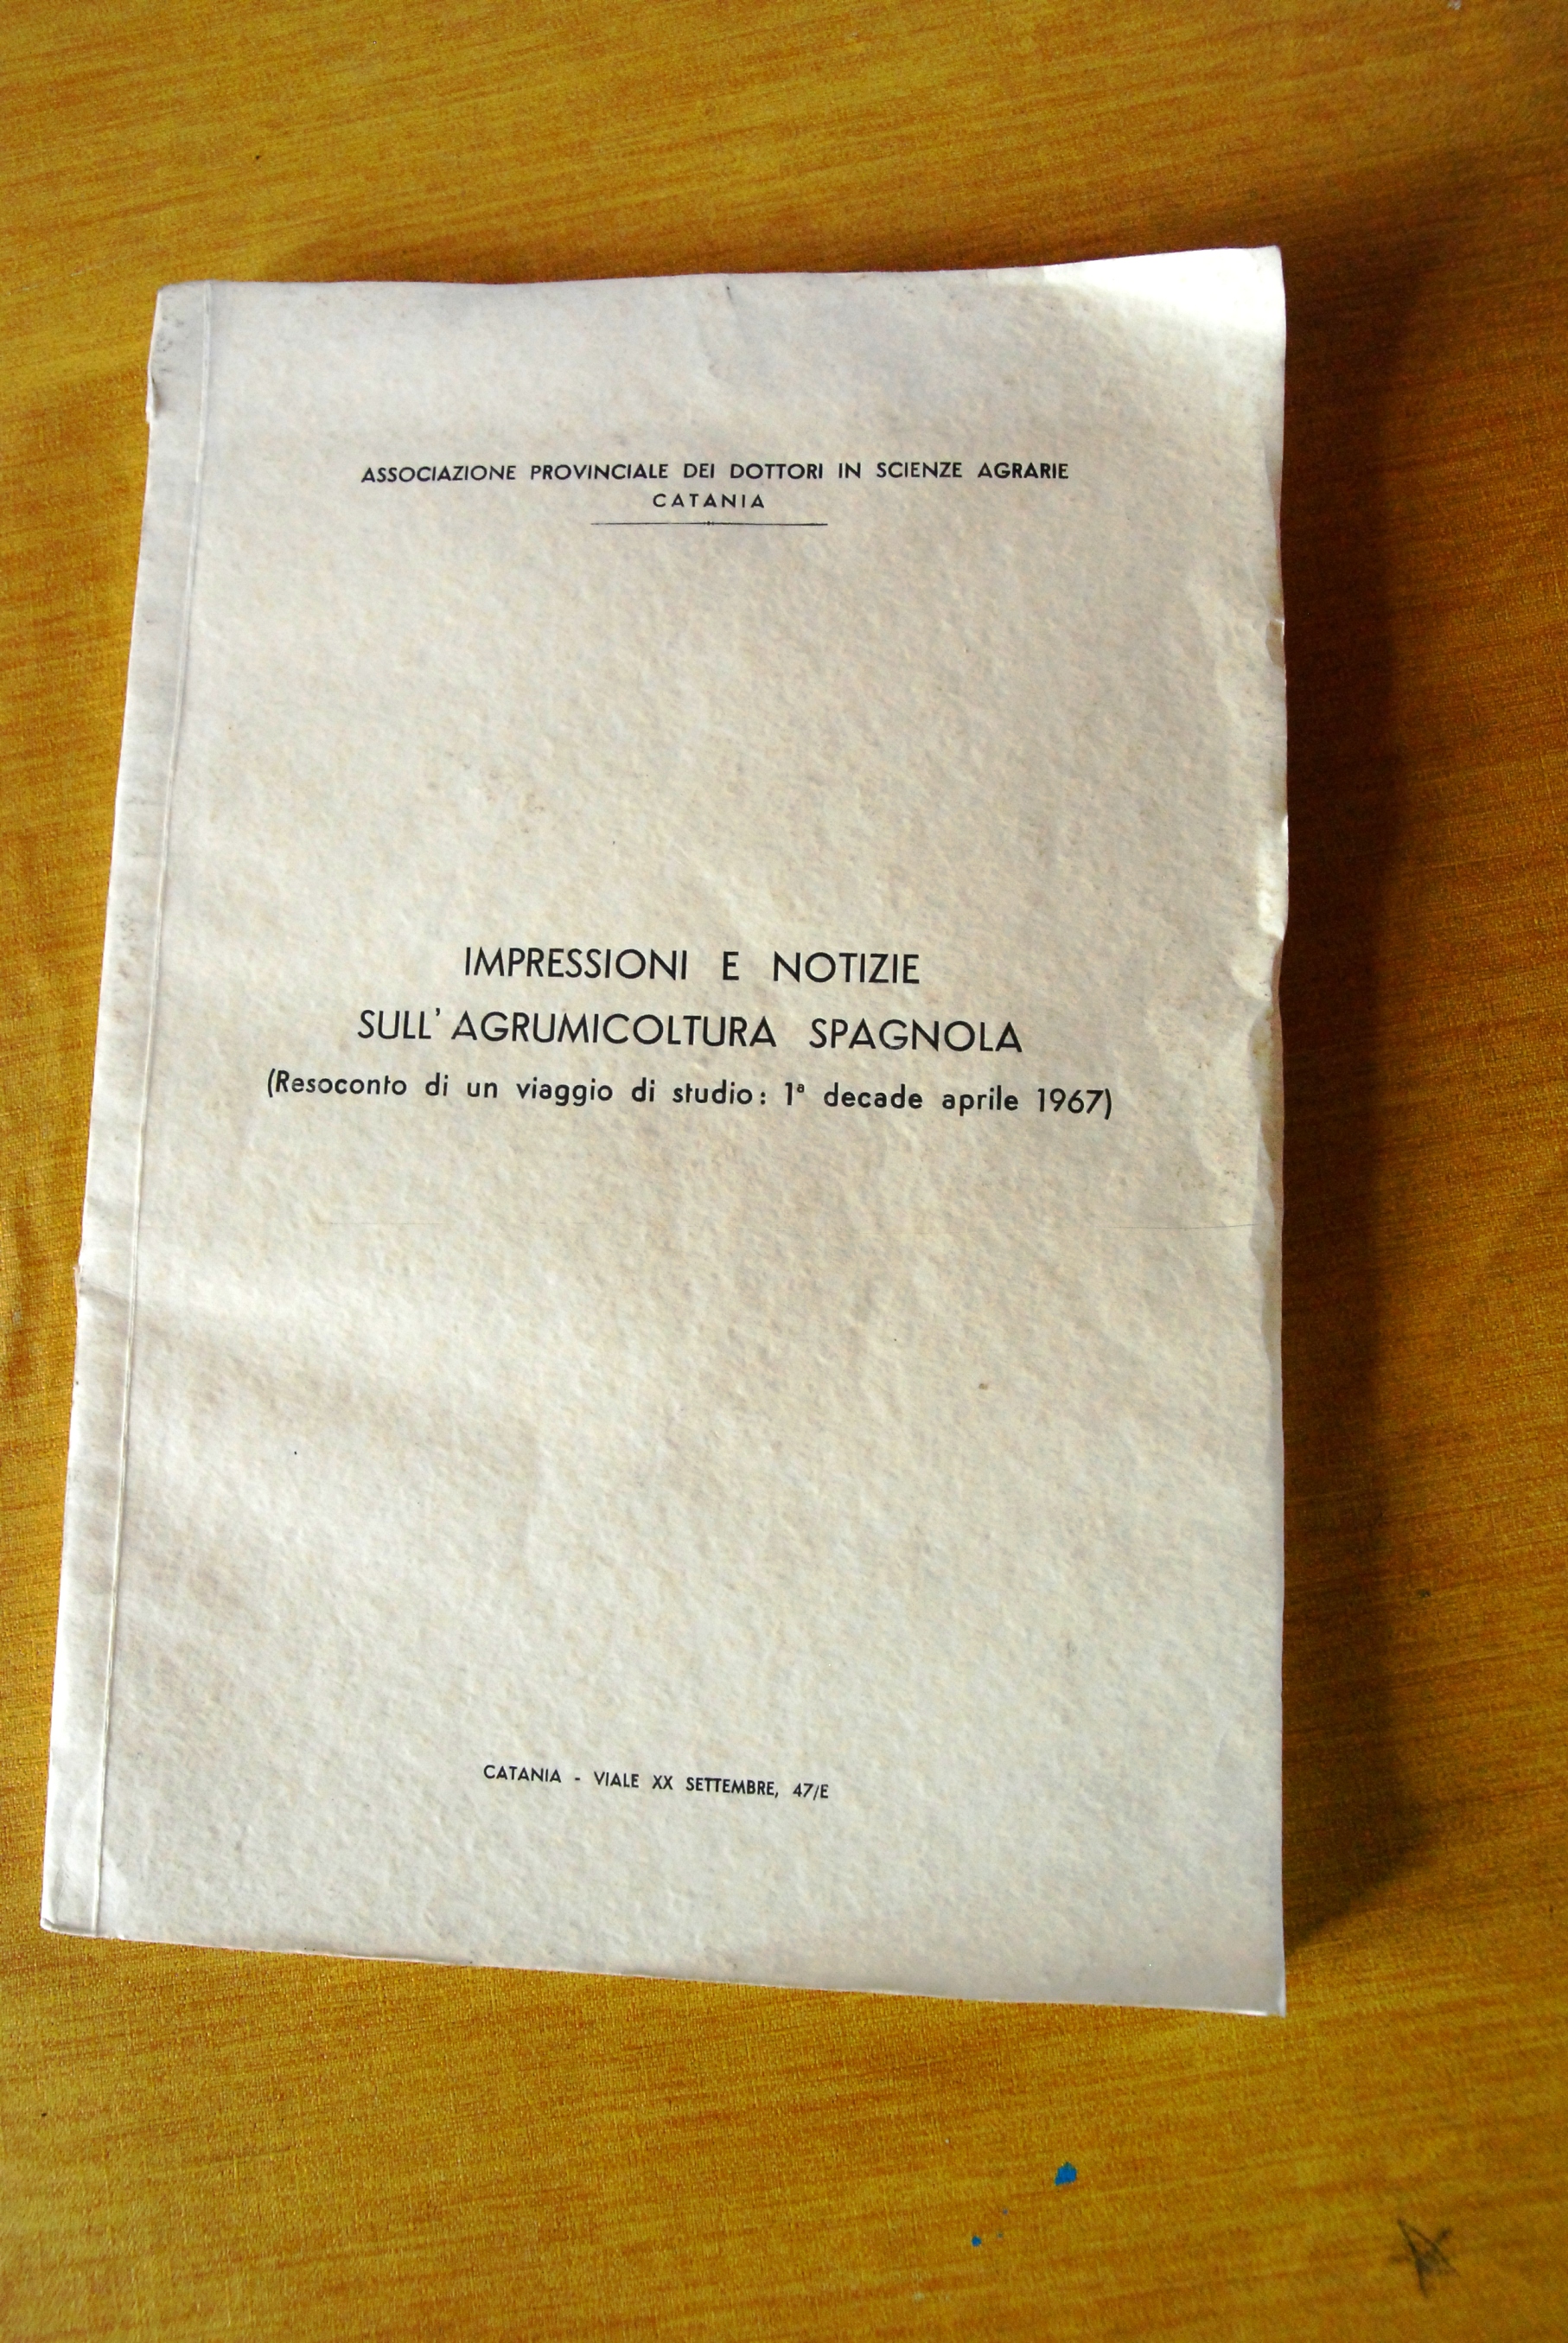 ASSOCIAZIONE PROVINCIALE DEI DOTTORI IN SCIENZE AGRARIE
CATANIA
IMPRESSIONI E NOTIZIE
SULL'AGRUMICOLTURA SPAGNOLA
(Resoconto di un viaggio di studio: 1ª decade aprile 1967)
CATANIA - VIALE XX SETTEMBRE, 47/E